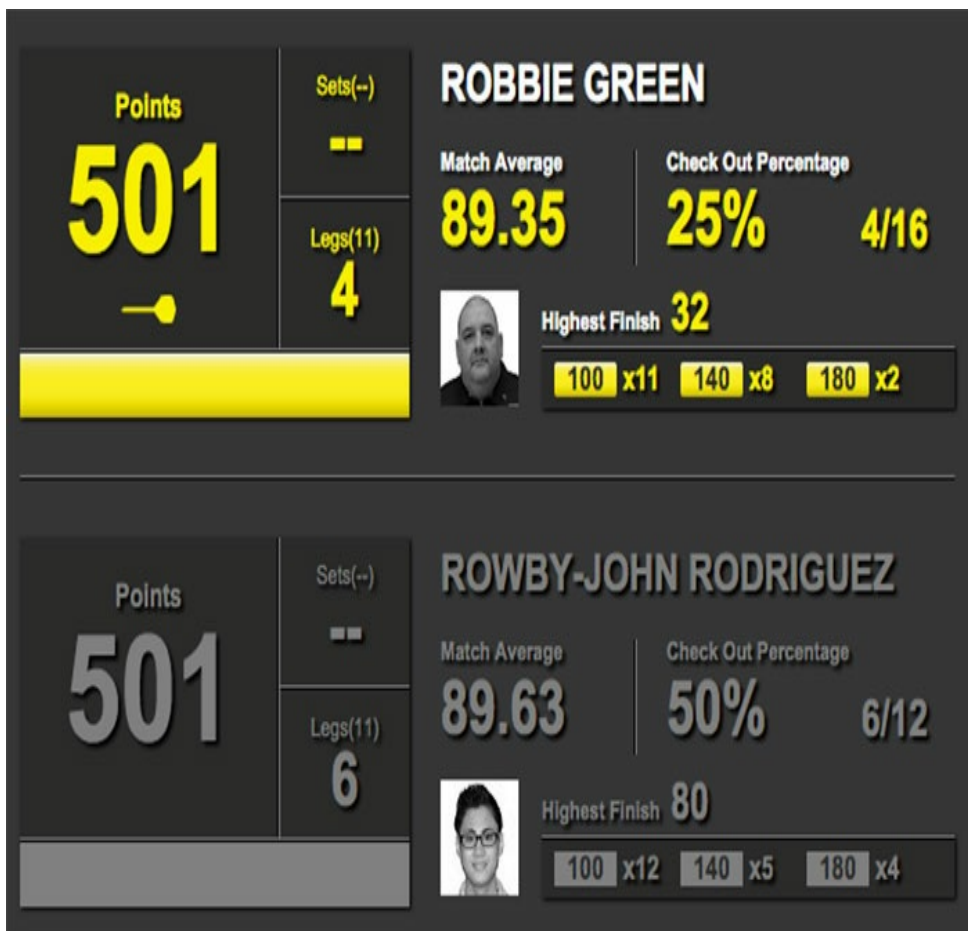 ROBBIE GREEN
Points
501
Sets(--)
--
Legs(11)
4
Match Average
89.35
Check Out Percentage
25% 4/16
Highest Finish 32
100 x11 140 x8 180 x2
ROWBY-JOHN RODRIGUEZ
Points
501
Sets(--)
--
Legs(11)
6
Match Average
89.63
Check Out Percentage
50% 6/12
Highest Finish 80
100 x12 140 x5 180 x4